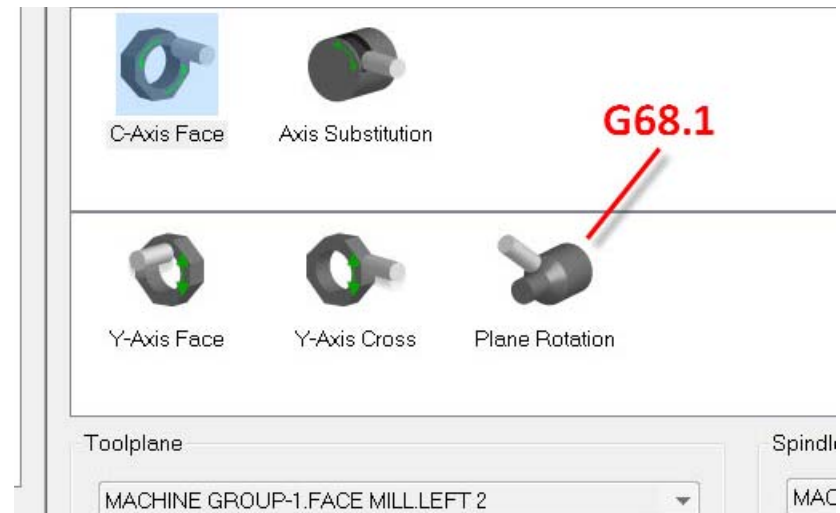 G68.1
C-Axis Face
Axis Substitution
Y-Axis Face
Y-Axis Cross
Plane Rotation
Toolplane
Spindl
MACHINE GROUP-1.FACE MILL.LEFT 2
MAC